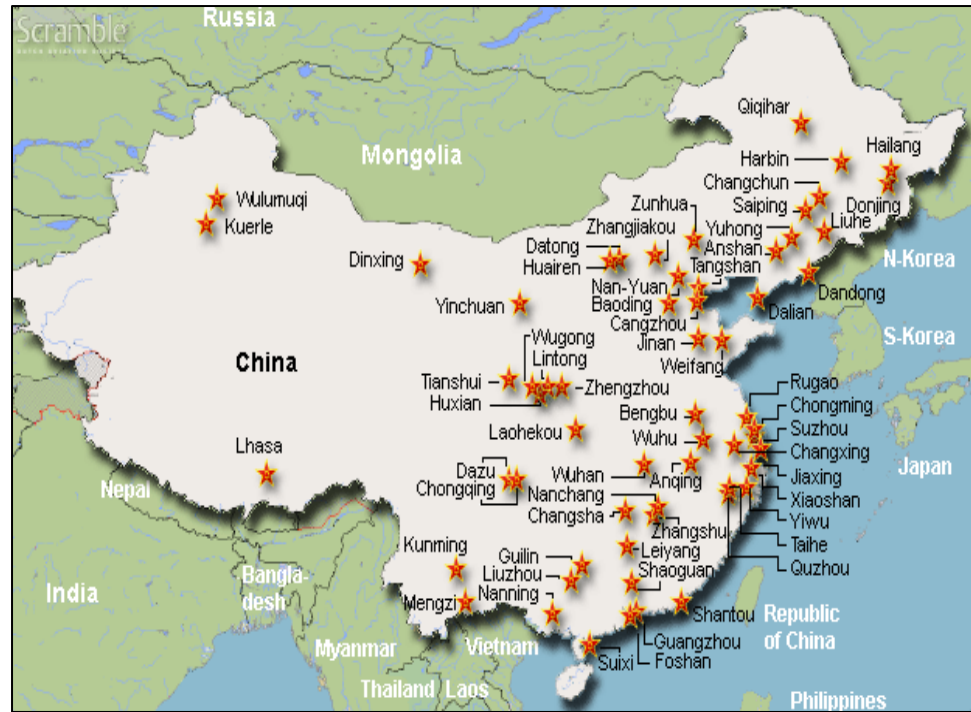 Scramble
DUTCH AVIATION SOCIETY
Russia
Mongolia
Qiqihar
Hailang
Harbin
Changchun
Zunhua
Saiping
Donjing
Liuhe
Zhangjiakou
Yuhong
Datong
Anshan
Huairen
Tangshan
N-Korea
Wulumuqi
Kuerle
Dinxing
Nan-Yuan
Baoding
Dandong
Dalian
Yinchuan
Cangzhou
Jinan
S-Korea
Wugong
Lintong
Weifang
China
Tianshui
Zhengzhou
Huxian
Rugao
Bengbu
Chongming
Suzhou
Laohekou
Wuhu
Changxing
Lhasa
Japan
Nepal
Dazu
Chongqing
Wuhan
Anqing
Jiaxing
Nanchang
Xiaoshan
Changsha
Zhangshu
Yiwu
Taihe
Quzhou
Kunming
Guilin
Leiyang
Liuzhou
Shaoguan
India
Bangla-
desh
Nanning
Mengzi
Shantou
Republic
of China
Guangzhou
Foshan
Myanmar
Vietnam
Suixi
Thailand
Laos
Philippines